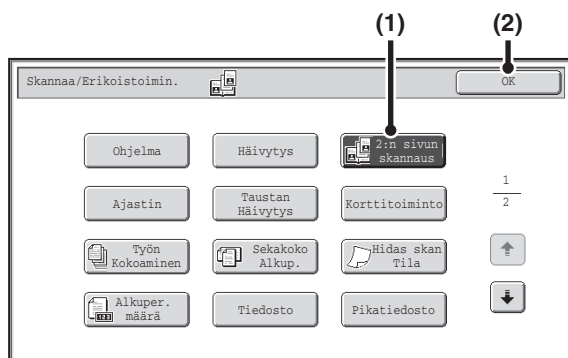 (1)
(2)
Skannaa/Erikoistoimin.
OK
Ohjelma
Häivytys
2:n sivun
skannaus
Ajastin
Taustan
Häivytys
Korttitoiminto
Työn
Kokoaminen
Sekakoko
Alkup.
Hidas skan
Tila
Alkuper.
määrä
Tiedosto
Pikatiedosto
1
2